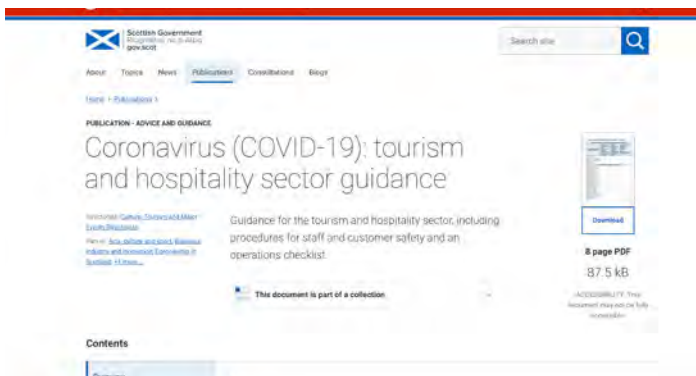 Scottish Government
Riaghaltas na h-Alba
gov.scot
Search site
About Topics News Publications Consultations Blogs
Home > Publications >
PUBLICATION - ADVICE AND GUIDANCE
Coronavirus (COVID-19): tourism
and hospitality sector guidance
Guidance for the tourism and hospitality sector, including
procedures for staff and customer safety and an
operations checklist.
This document is part of a collection
Download
8 page PDF
87.5 kB
Contents